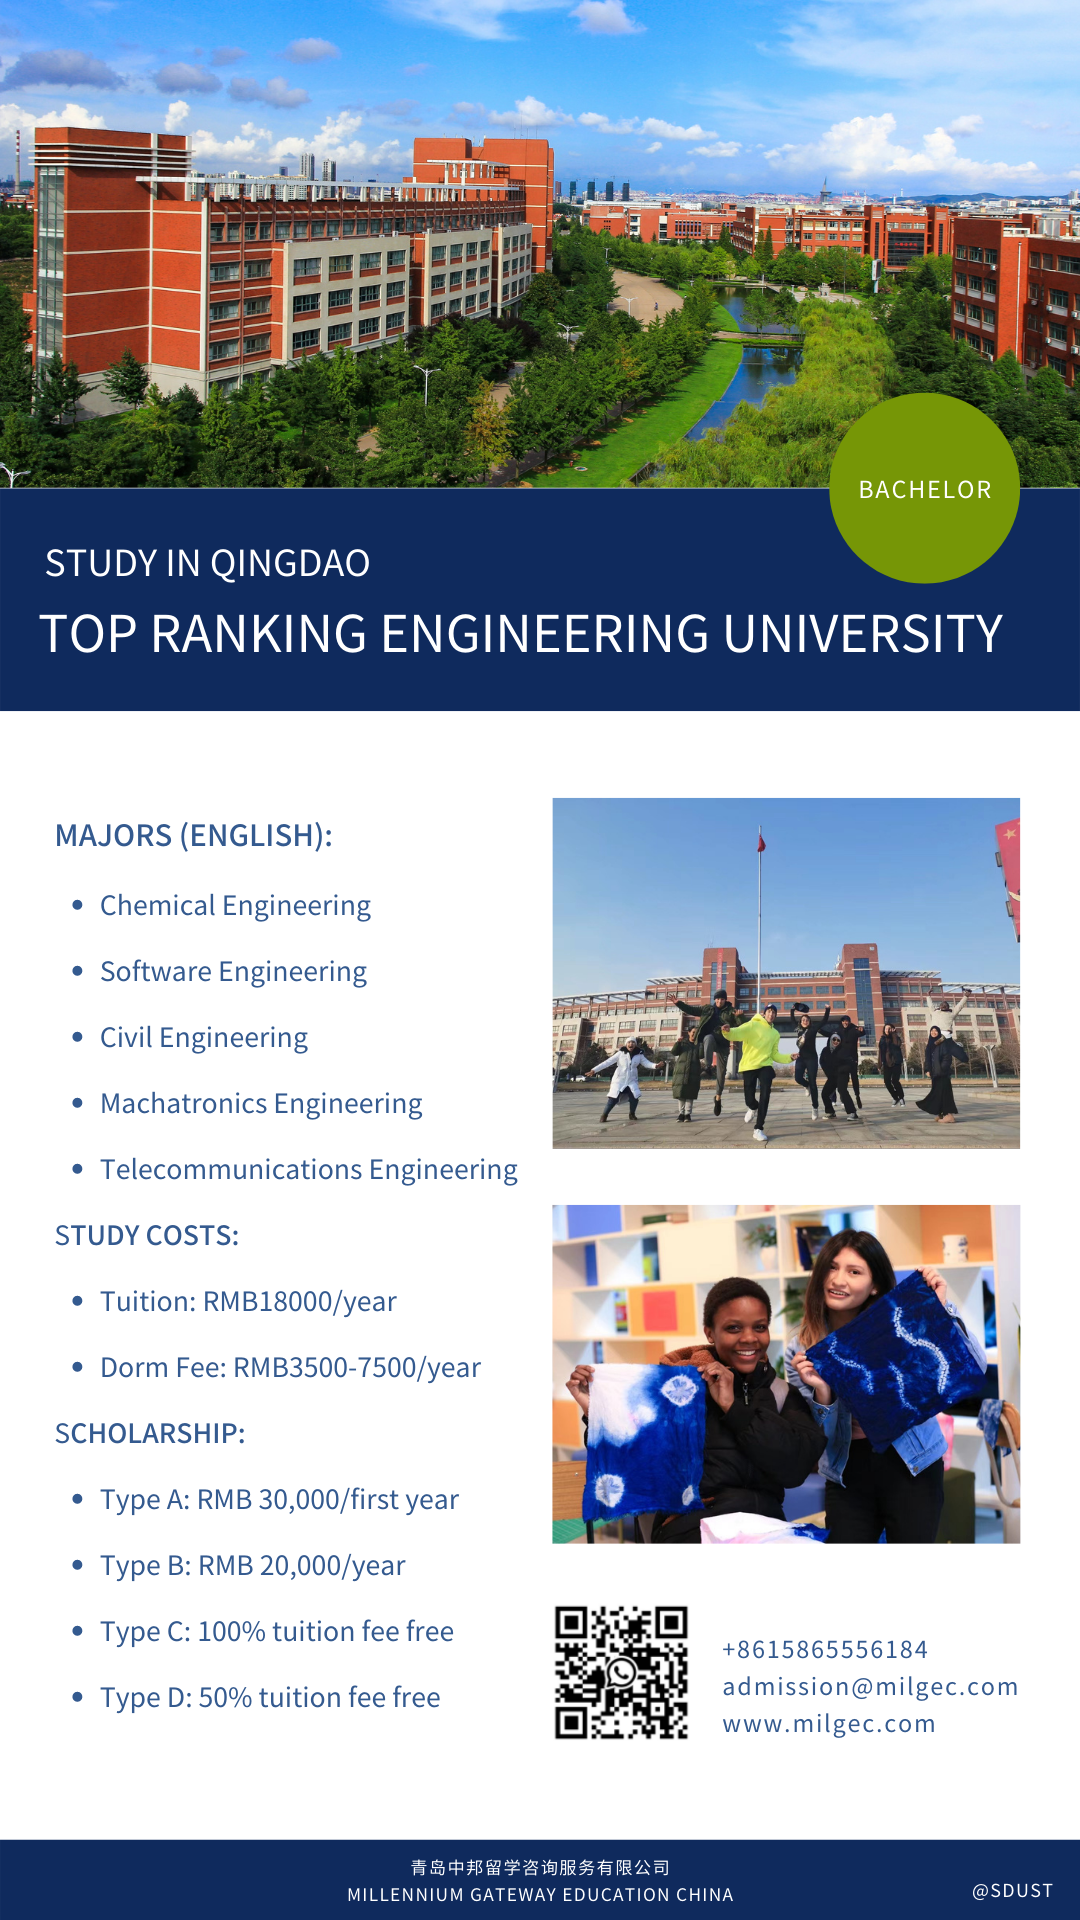 BACHELOR
STUDY IN QINGDAO
TOP RANKING ENGINEERING UNIVERSITY
MAJORS (ENGLISH):
Chemical Engineering
Software Engineering
Civil Engineering
Machatronics Engineering
Telecommunications Engineering
STUDY COSTS:
Tuition: RMB18000/year
Dorm Fee: RMB3500-7500/year
SCHOLARSHIP:
Type A: RMB 30,000/first year
Type B: RMB 20,000/year
Type C: 100% tuition fee free
Type D: 50% tuition fee free
+8615865556184
admission@milgec.com
www.milgec.com
青岛中邦留学咨询服务有限公司
MILLENNIUM GATEWAY EDUCATION CHINA
@SDUST